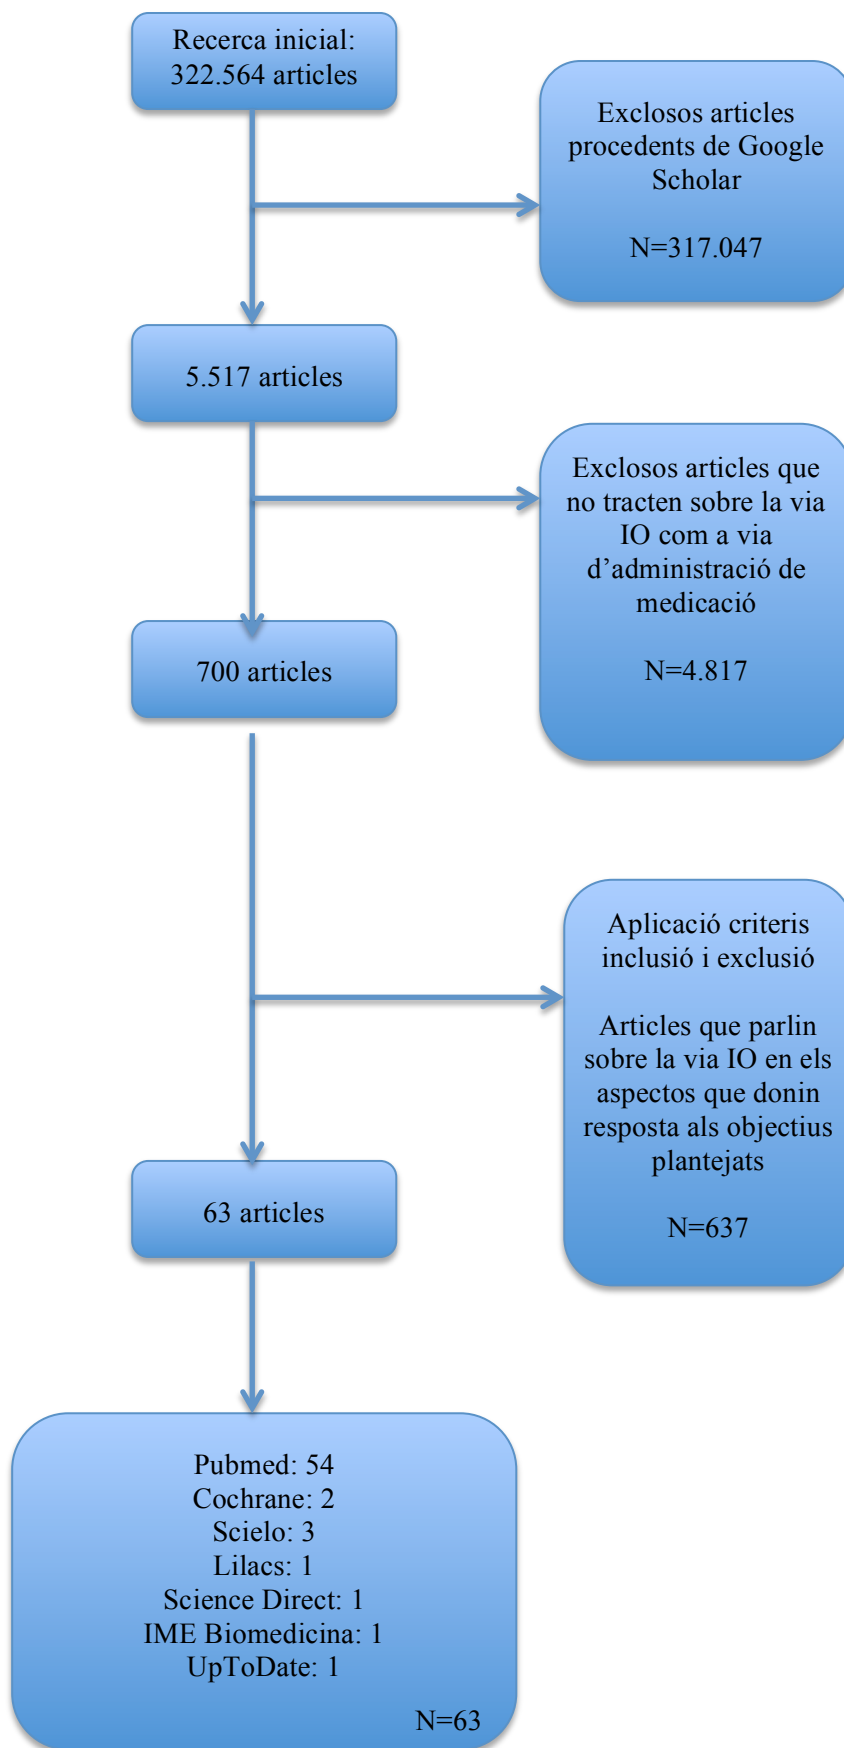 Recerca inicial:
322.564 articles
Exclosos articles
procedents de Google
Scholar
N=317.047
5.517 articles
Exclosos articles que
no tracten sobre la via
IO com a via
d’administració de
medicació
N=4.817
700 articles
Aplicació criteris
inclusió i exclusió
Articles que parlin
sobre la via IO en els
aspectos que donin
resposta als objectius
plantejats
N=637
63 articles
Pubmed: 54
Cochrane: 2
Scielo: 3
Lilacs: 1
Science Direct: 1
IME Biomedicina: 1
UpToDate: 1
N=63